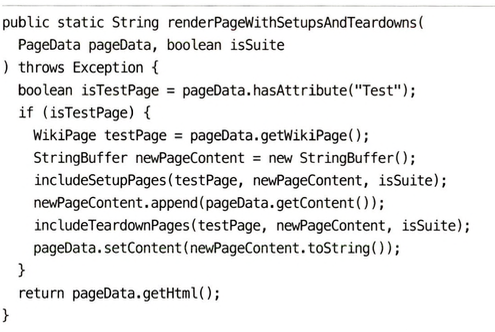 public static String renderPageWithSetupsAndTeardowns(
  PageData pageData, boolean isSuite
) throws Exception {
  boolean isTestPage = pageData.hasAttribute("Test");
  if (isTestPage) {
    WikiPage testPage = pageData.getWikiPage();
    StringBuffer newPageContent = new StringBuffer();
    includeSetupPages(testPage, newPageContent, isSuite);
    newPageContent.append(pageData.getContent());
    includeTeardownPages(testPage, newPageContent, isSuite);
    pageData.setContent(newPageContent.toString());
  }
  return pageData.getHtml();
}